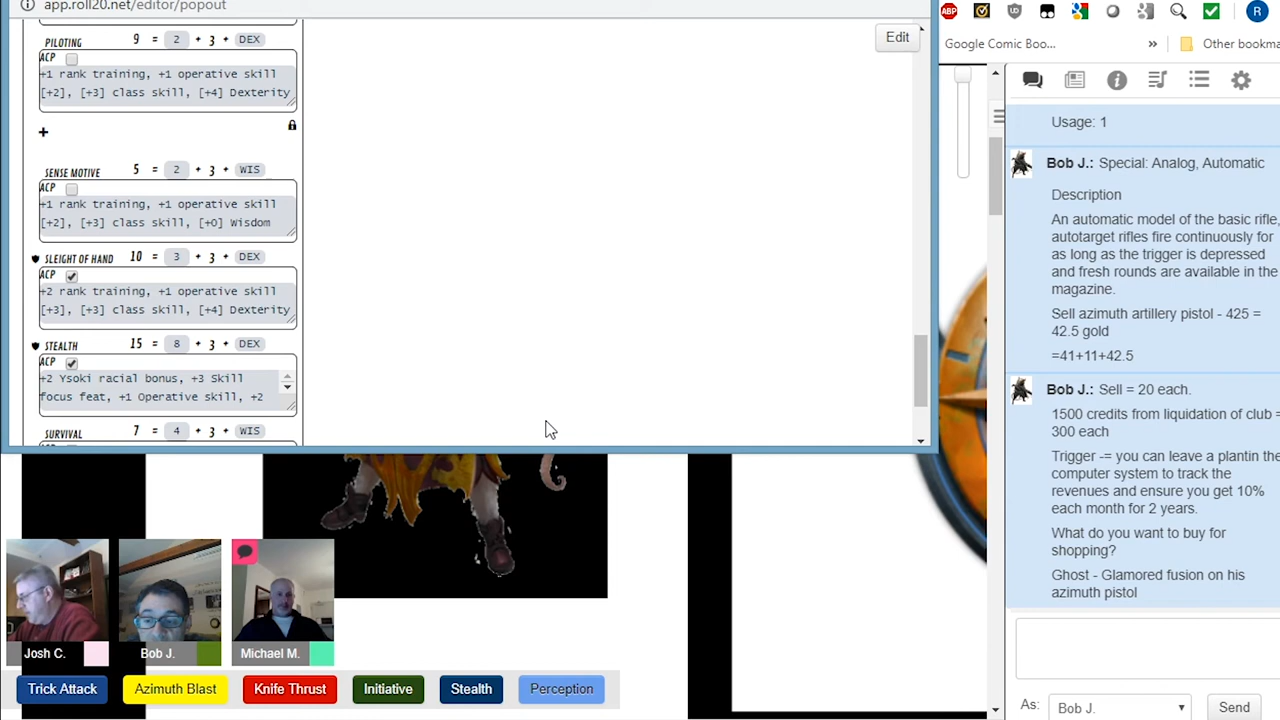 app.roll20.net/editor/popout
Edit
PILOTING 9 = 2 + 3 + DEX
ACP
+1 rank training, +1 operative skill
[+2], [+3] class skill, [+4] Dexterity
+
SENSE MOTIVE 5 = 2 + 3 + WIS
ACP
+1 rank training, +1 operative skill
[+2], [+3] class skill, [+0] Wisdom
SLEIGHT OF HAND 10 = 3 + 3 + DEX
ACP
+2 rank training, +1 operative skill
[+3], [+3] class skill, [+4] Dexterity
STEALTH 15 = 8 + 3 + DEX
ACP
+2 Ysoki racial bonus, +3 Skill
focus feat, +1 Operative skill, +2
SURVIVAL 7 = 4 + 3 + WIS
Josh C.
Bob J.
Michael M.
Trick Attack
Azimuth Blast
Knife Thrust
Initiative
Stealth
Perception
ABP
R
Google Comic Boo...
»
Other bookma
Usage: 1
Bob J.: Special: Analog, Automatic
Description
An automatic model of the basic rifle,
autotarget rifles fire continuously for
as long as the trigger is depressed
and fresh rounds are available in the
magazine.
Sell azimuth artillery pistol - 425 =
42.5 gold
=41+11+42.5
Bob J.: Sell = 20 each.
1500 credits from liquidation of club =
300 each
Trigger -= you can leave a plantin the
computer system to track the
revenues and ensure you get 10%
each month for 2 years.
What do you want to buy for
shopping?
Ghost - Glamored fusion on his
azimuth pistol
As: Bob J.
Send